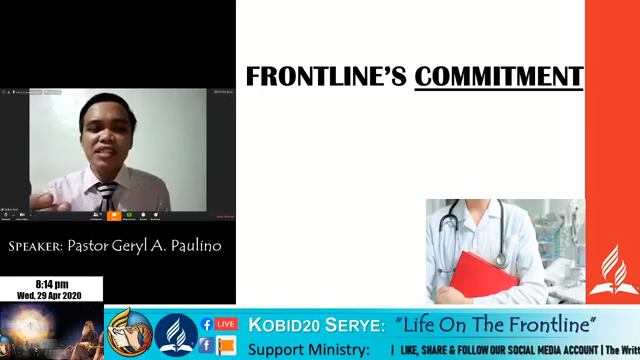 FRONTLINE'S COMMITMENT
SPEAKER: Pastor Geryl A. Paulino
8:14 pm
Wed, 29 Apr 2020
LIVE
KOBID20 SERYE: "Life On The Frontline"
Support Ministry: | LIKE, SHARE & FOLLOW OUR SOCIAL MEDIA ACCOUNT | The Wro